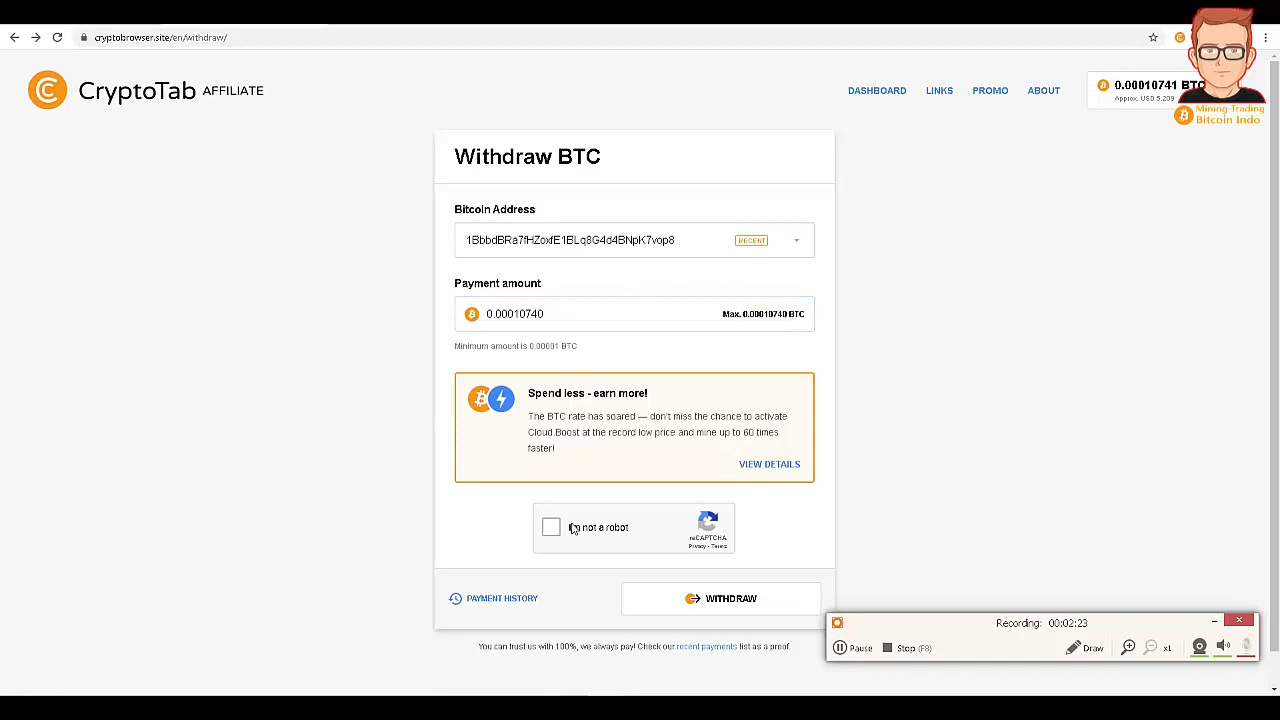 cryptobrowser.site/en/withdraw/
CryptoTab AFFILIATE
DASHBOARD LINKS PROMO ABOUT
0.00010741 BTC
Approx. USD 5,209
Mining-Trading
Bitcoin Indo
Withdraw BTC
Bitcoin Address
1BbbdBRa7fHZoxfE1BLq8G4d4BNpK7vop8 RECENT
Payment amount
0.00010740 Max. 0.00010740 BTC
Minimum amount is 0.00001 BTC
Spend less - earn more!
The BTC rate has soared — don't miss the chance to activate
Cloud.Boost at the record low price and mine up to 60 times
faster!
VIEW DETAILS
I'm not a robot
reCAPTCHA
Privacy - Terms
PAYMENT HISTORY
WITHDRAW
You can trust us with 100%, we always pay! Check our recent payments list as a proof.
Recording: 00:02:23
Pause Stop (F8) Draw x1